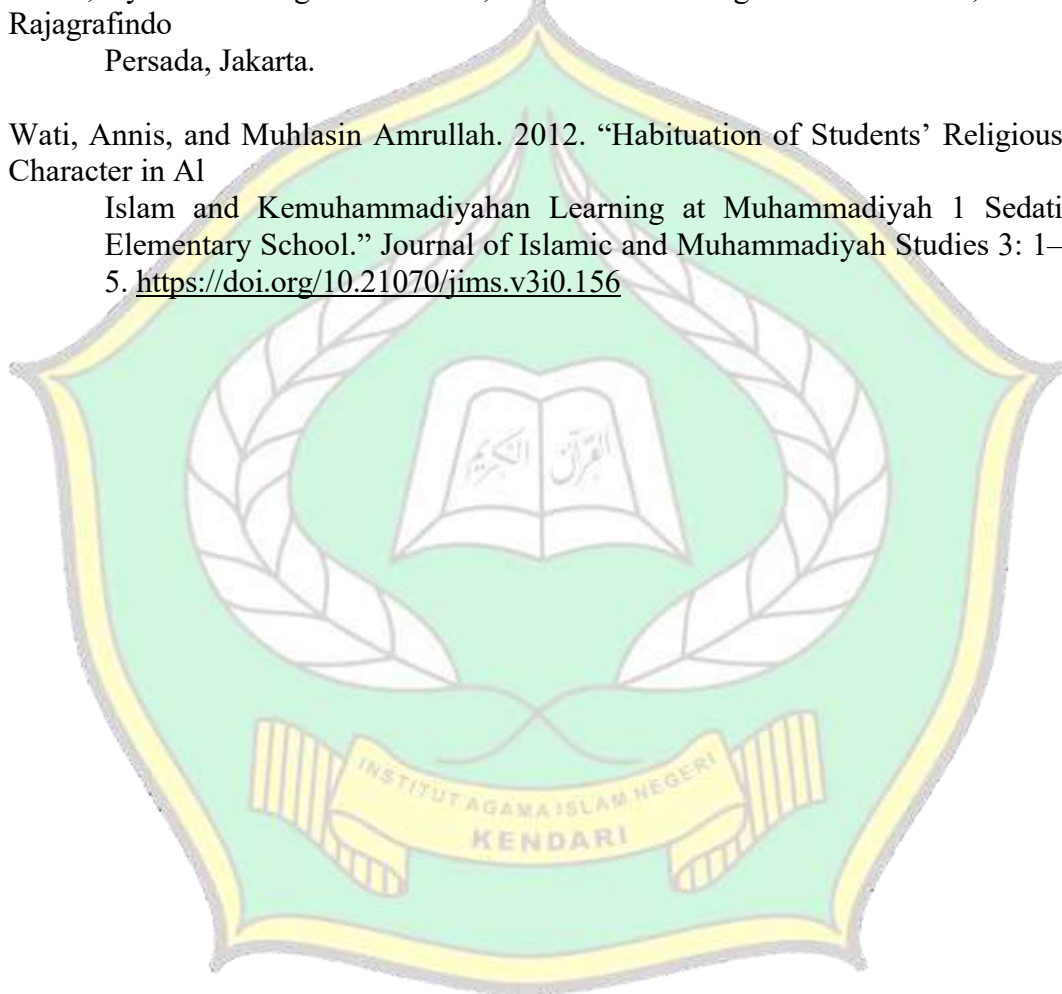 Rajagrafindo
Persada, Jakarta.
Wati, Annis, and Muhlasin Amrullah. 2012. “Habituation of Students’ Religious
Character in Al
Islam and Kemuhammadiyahan Learning at Muhammadiyah 1 Sedati
Elementary School.” Journal of Islamic and Muhammadiyah Studies 3: 1–
5. https://doi.org/10.21070/jims.v3i0.156
القرآن الكريم
INSTITUT AGAMA ISLAM NEGERI
KENDARI